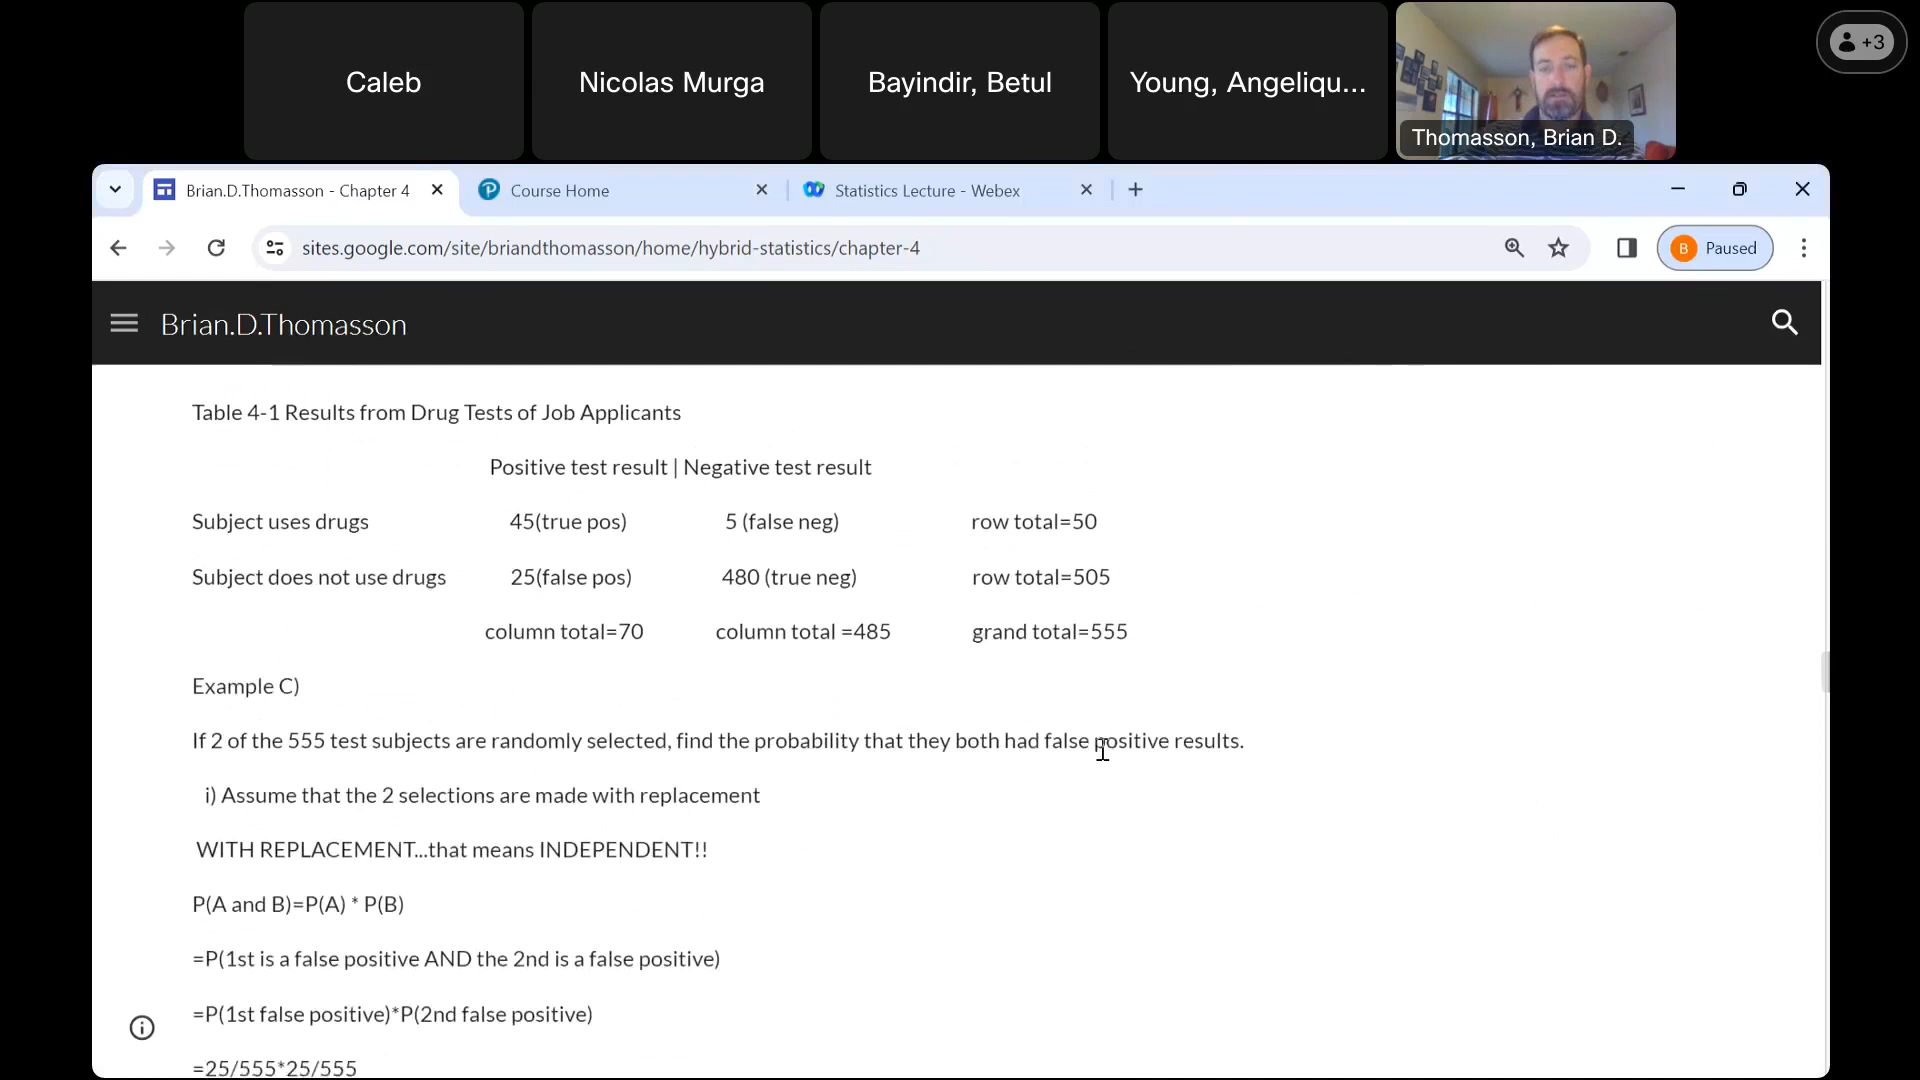 Caleb
Nicolas Murga
Bayindir, Betul
Young, Angeliqu...
Thomasson, Brian D.
+3
Brian.D.Thomasson - Chapter 4
Course Home
Statistics Lecture - Webex
sites.google.com/site/briandthomasson/home/hybrid-statistics/chapter-4
B Paused
Brian.D.Thomasson
Table 4-1 Results from Drug Tests of Job Applicants
Positive test result | Negative test result
Subject uses drugs 45(true pos) 5 (false neg) row total=50
Subject does not use drugs 25(false pos) 480 (true neg) row total=505
column total=70 column total =485 grand total=555
Example C)
If 2 of the 555 test subjects are randomly selected, find the probability that they both had false positive results.
i) Assume that the 2 selections are made with replacement
WITH REPLACEMENT...that means INDEPENDENT!!
P(A and B)=P(A) * P(B)
=P(1st is a false positive AND the 2nd is a false positive)
=P(1st false positive)*P(2nd false positive)
=25/555*25/555